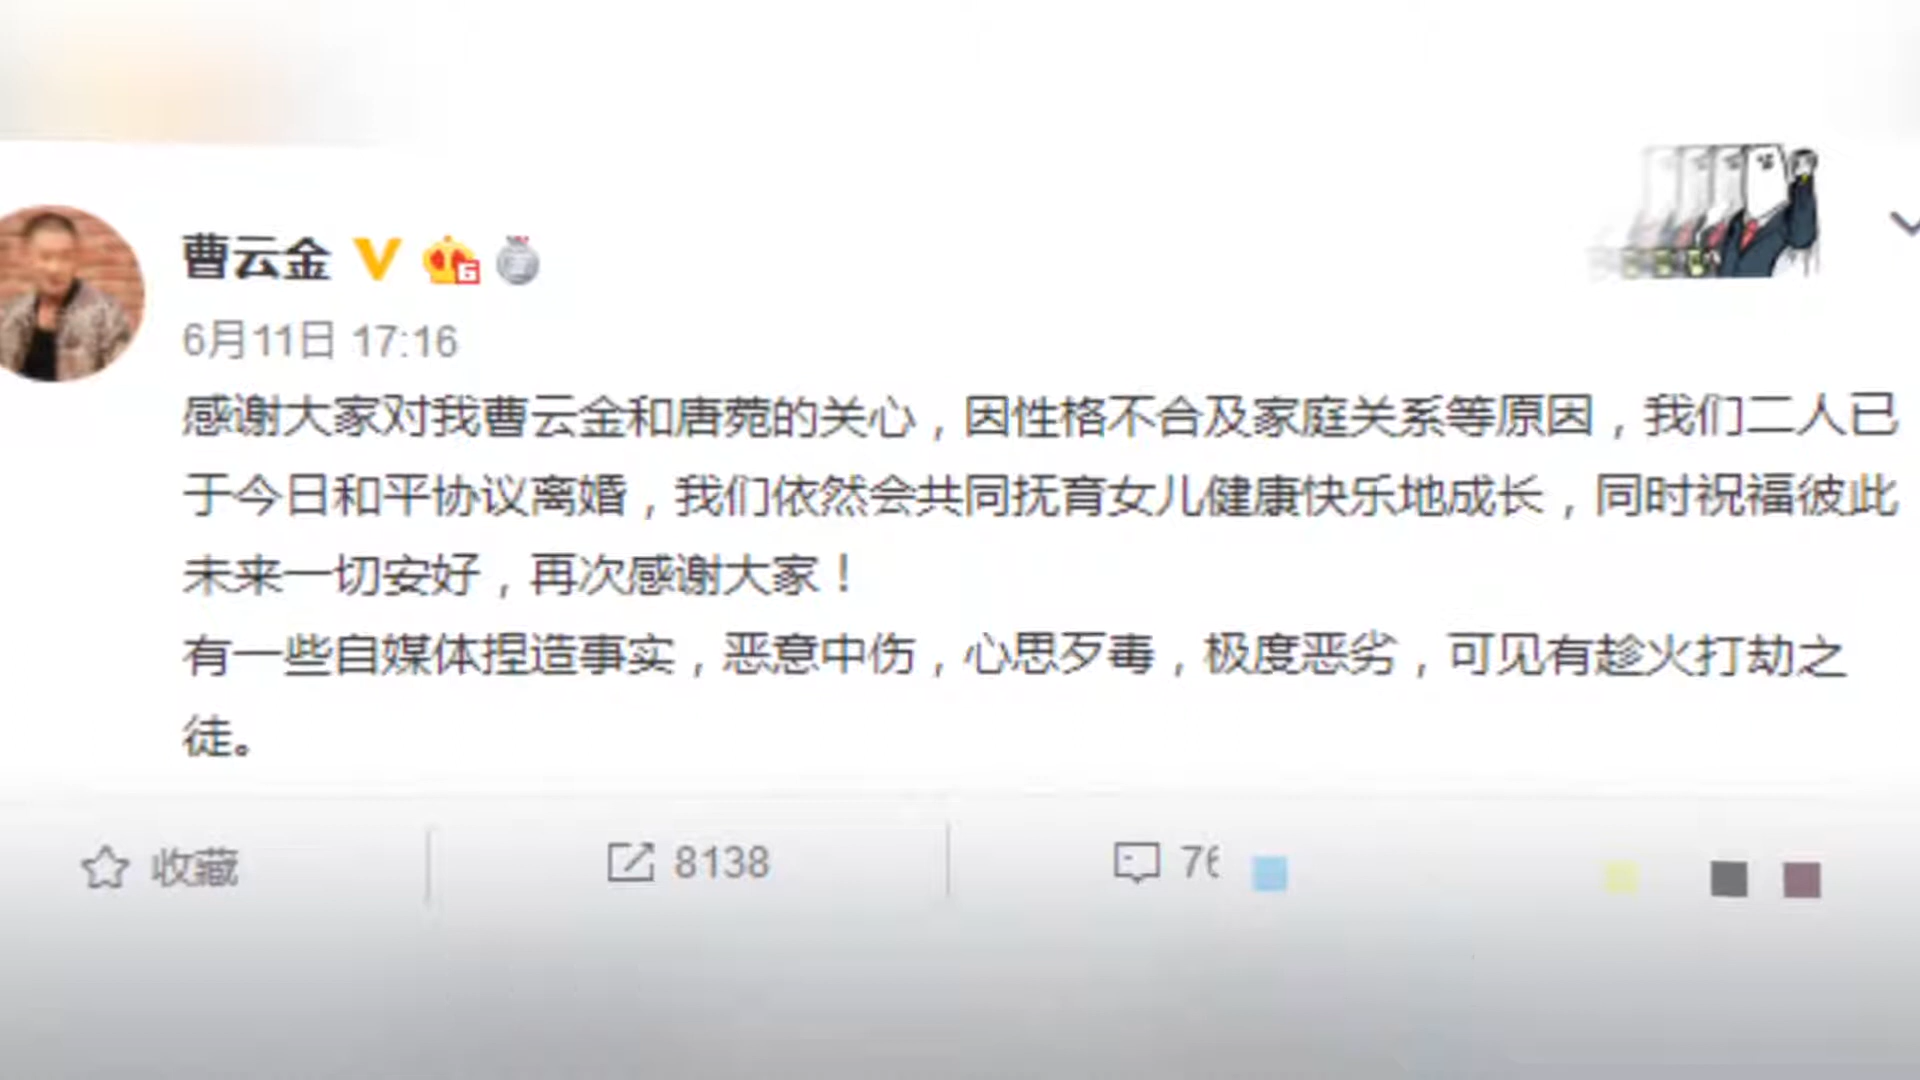 曹云金
6月11日 17:16
感谢大家对我曹云金和唐菀的关心，因性格不合及家庭关系等原因，我们二人已
于今日和平协议离婚，我们依然会共同抚育女儿健康快乐地成长，同时祝福彼此
未来一切安好，再次感谢大家！
有一些自媒体捏造事实，恶意中伤，心思歹毒，极度恶劣，可见有趁火打劫之
徒。
收藏
8138